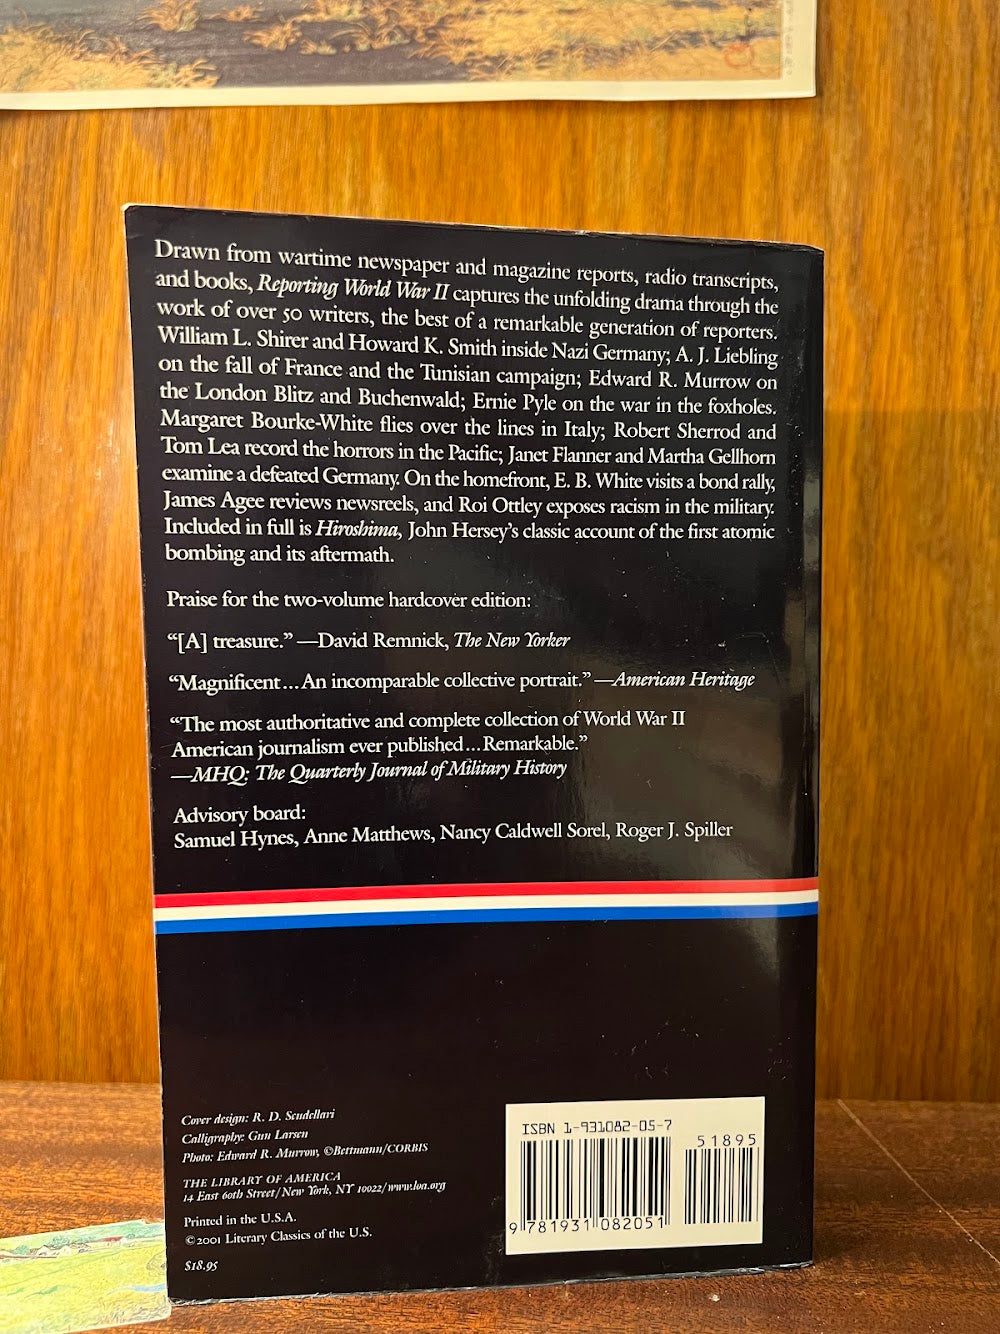 Drawn from wartime newspaper and magazine reports, radio transcripts,
and books, Reporting World War II captures the unfolding drama through the
work of over 50 writers, the best of a remarkable generation of reporters.
William L. Shirer and Howard K. Smith inside Nazi Germany; A. J. Liebling
on the fall of France and the Tunisian campaign; Edward R. Murrow on
the London Blitz and Buchenwald; Ernie Pyle on the war in the foxholes.
Margaret Bourke-White flies over the lines in Italy; Robert Sherrod and
Tom Lea record the horrors in the Pacific; Janet Flanner and Martha Gellhorn
examine a defeated Germany. On the homefront, E. B. White visits a bond rally,
James Agee reviews newsreels, and Roi Ottley exposes racism in the military.
Included in full is Hiroshima, John Hersey's classic account of the first atomic
bombing and its aftermath.
Praise for the two-volume hardcover edition:
“[A] treasure.” —David Remnick, The New Yorker
“Magnificent…An incomparable collective portrait.” —American Heritage
“The most authoritative and complete collection of World War II
American journalism ever published…Remarkable.”
—MHQ: The Quarterly Journal of Military History
Advisory board:
Samuel Hynes, Anne Matthews, Nancy Caldwell Sorel, Roger J. Spiller
Cover design: R. D. Scudellari
Calligraphy: Gun Larsen
Photo: Edward R. Murrow, ©Bettmann/CORBIS
THE LIBRARY OF AMERICA
14 East 60th Street/New York, NY 10022/www.loa.org
Printed in the U.S.A.
©2001 Literary Classics of the U.S.
$18.95
ISBN 1-931082-05-7
51895
9 781931 082051